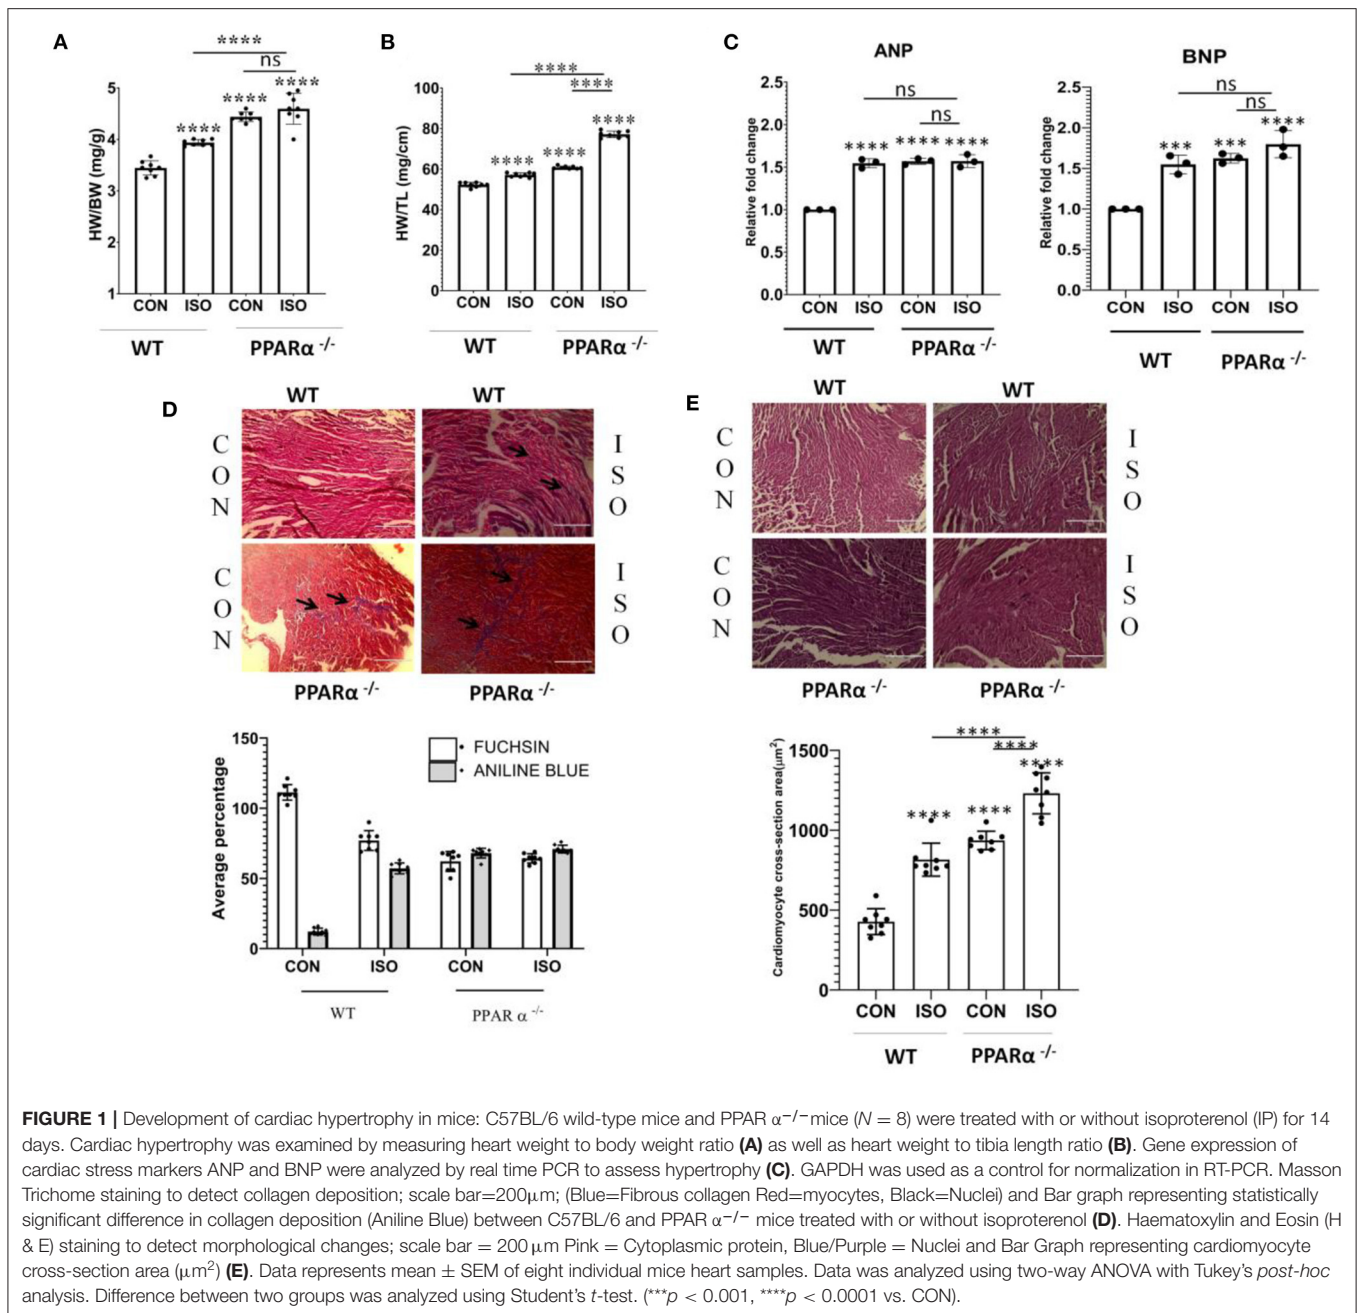 A
****
ns
****
****
****
HW/BW (mg/g)
5
4
3
2
1
CON ISO CON ISO
WT PPARα -/-
B
****
****
****
****
****
HW/TL (mg/cm)
100
80
60
40
20
0
CON ISO CON ISO
WT PPARα -/-
C
ANP
ns
ns
**** **** ****
Relative fold change
2.5
2.0
1.5
1.0
0.5
0.0
CON ISO CON ISO
WT PPARα -/-
BNP
ns
ns
*** *** ****
Relative fold change
2.5
2.0
1.5
1.0
0.5
0.0
CON ISO CON ISO
WT PPARα -/-
D
WT WT
CON ISO
CON ISO
PPARα -/- PPARα -/-
FUCHSIN
ANILINE BLUE
Average percentage
150
100
50
0
CON ISO CON ISO
WT PPAR α -/-
E
WT WT
CON ISO
CON ISO
PPARα -/- PPARα -/-
****
****
****
**** ****
Cardiomyocyte cross-section area(μm²)
1500
1000
500
0
CON ISO CON ISO
WT PPARα -/-
FIGURE 1 | Development of cardiac hypertrophy in mice: C57BL/6 wild-type mice and PPAR α−/−mice (N = 8) were treated with or without isoproterenol (IP) for 14
days. Cardiac hypertrophy was examined by measuring heart weight to body weight ratio (A) as well as heart weight to tibia length ratio (B). Gene expression of
cardiac stress markers ANP and BNP were analyzed by real time PCR to assess hypertrophy (C). GAPDH was used as a control for normalization in RT-PCR. Masson
Trichome staining to detect collagen deposition; scale bar=200μm; (Blue=Fibrous collagen Red=myocytes, Black=Nuclei) and Bar graph representing statistically
significant difference in collagen deposition (Aniline Blue) between C57BL/6 and PPAR α−/− mice treated with or without isoproterenol (D). Haematoxylin and Eosin (H
& E) staining to detect morphological changes; scale bar = 200 μm Pink = Cytoplasmic protein, Blue/Purple = Nuclei and Bar Graph representing cardiomyocyte
cross-section area (μm²) (E). Data represents mean ± SEM of eight individual mice heart samples. Data was analyzed using two-way ANOVA with Tukey's post-hoc
analysis. Difference between two groups was analyzed using Student's t-test. (***p < 0.001, ****p < 0.0001 vs. CON).